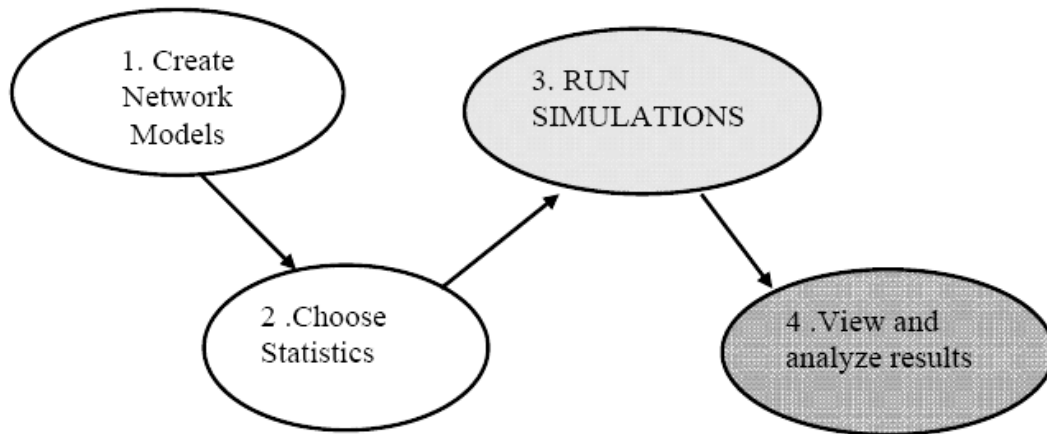 1. Create
Network
Models
2 .Choose
Statistics
3. RUN
SIMULATIONS
4 .View and
analyze results